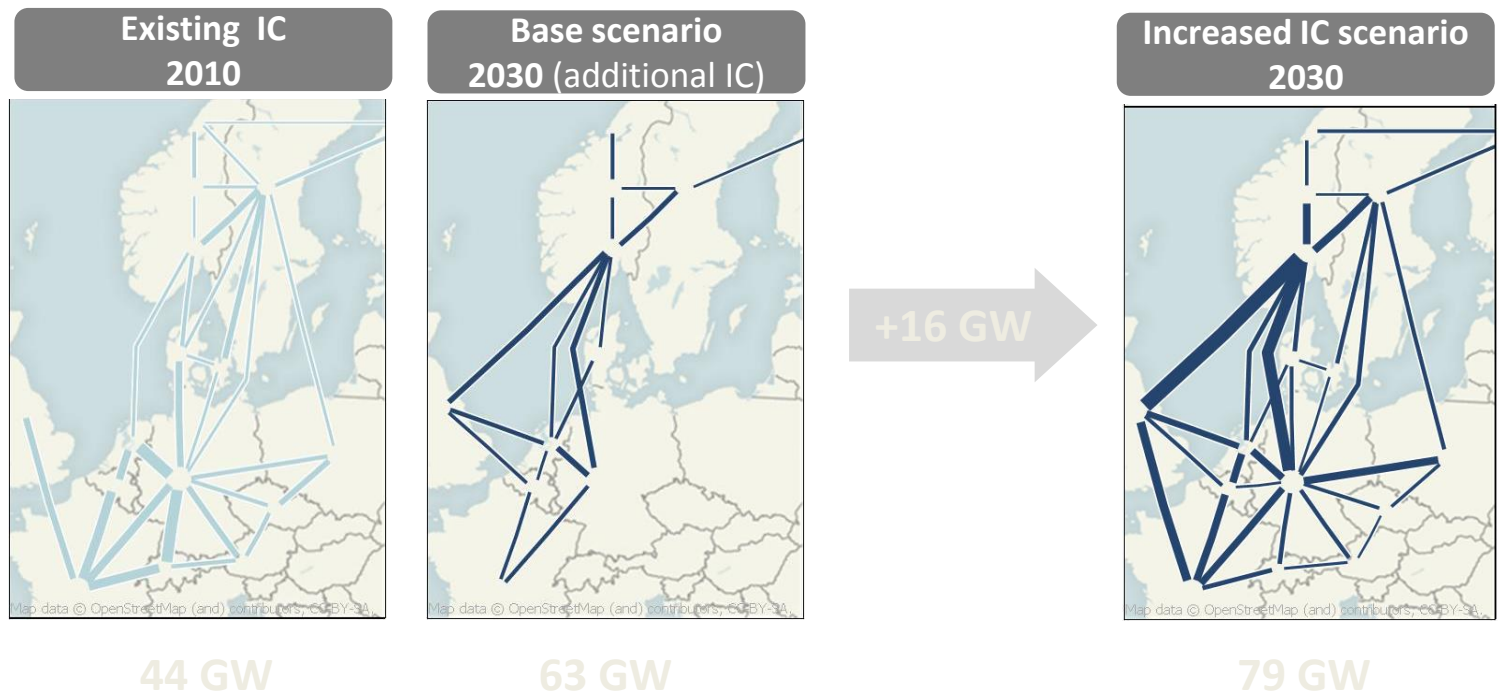 Existing IC
2010
Base scenario
2030 (additional IC)
Increased IC scenario
2030
+16 GW
Map data © OpenStreetMap (and) contributors, CC-BY-SA,
Map data © OpenStreetMap (and) contributors, CC-BY-SA,
Map data © OpenStreetMap (and) contributors, CC-BY-SA,
44 GW
63 GW
79 GW